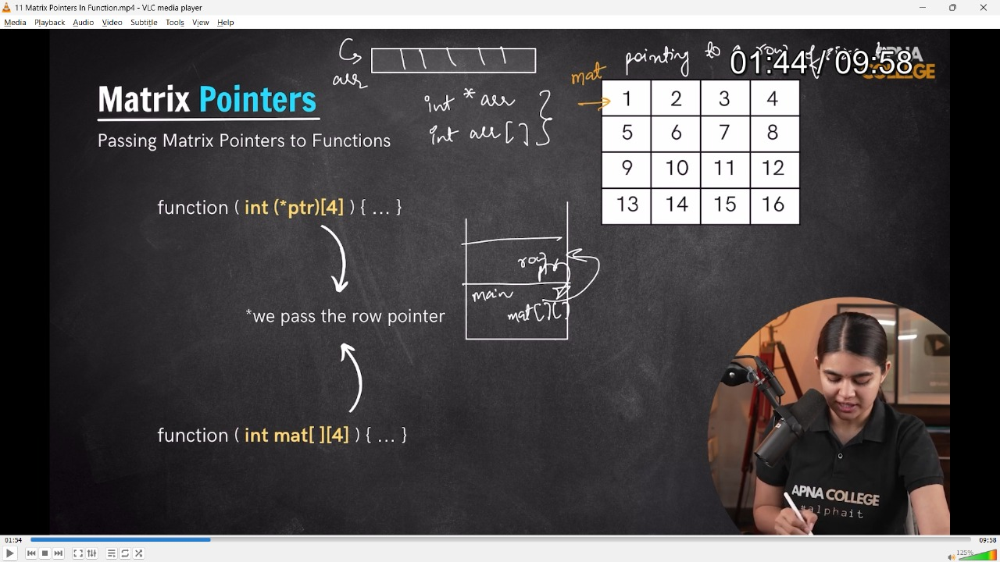 11 Matrix Pointers In Function.mp4 - VLC media player
Media Playback Audio Video Subtitle Tools View Help
arr
mat pointing to
01:44 / 09:58
APNA
COLLEGE
Matrix Pointers
Passing Matrix Pointers to Functions
int * arr
int arr [ ]
1 2 3 4
5 6 7 8
9 10 11 12
13 14 15 16
function ( int (*ptr)[4] ) { ... }
row
ptr
main
mat[][]
*we pass the row pointer
function ( int mat[ ][4] ) { ... }
APNA COLLEGE
#alphait
01:54 09:58
125%